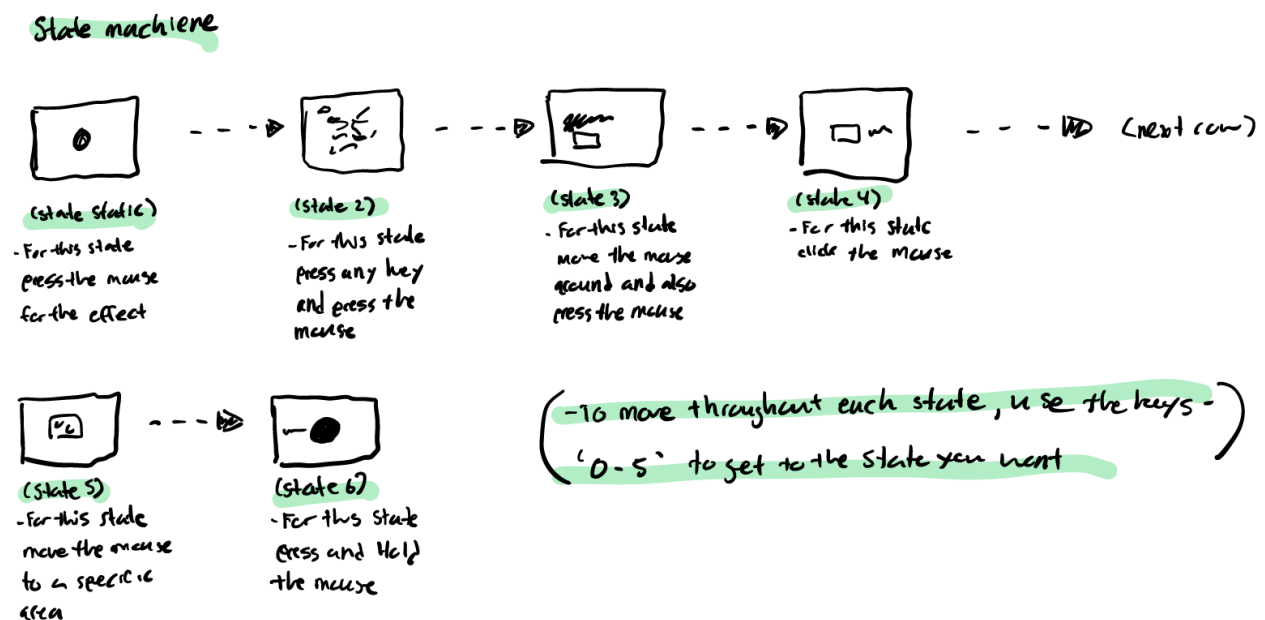 State machiene
(next row)
(state static)
- For this state
press the mouse
for the effect
(state 2)
- For this state
press any key
and press the
mouse
(state 3)
- For this state
move the mouse
around and also
press the mouse
(state 4)
- For this state
click the mouse
(state 5)
- For this state
move the mouse
to a specific
area
(state 6)
- For this state
press and Hold
the mouse
(-To move throughout each state, use the keys-)
'0-5' to get to the state you want